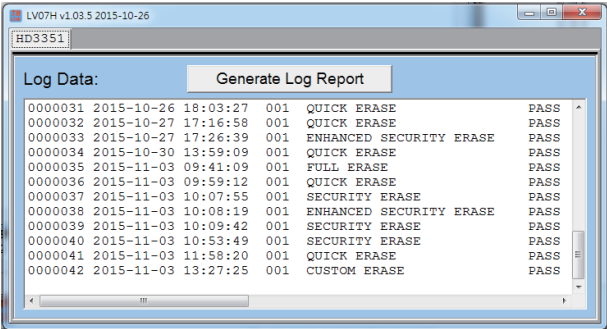 LV07H v1.03.5 2015-10-26
HD3351
Log Data:
Generate Log Report
0000031 2015-10-26 18:03:27 001 QUICK ERASE PASS
0000032 2015-10-27 17:16:58 001 QUICK ERASE PASS
0000033 2015-10-27 17:26:39 001 ENHANCED SECURITY ERASE PASS
0000034 2015-10-30 13:59:09 001 QUICK ERASE PASS
0000035 2015-11-03 09:41:09 001 FULL ERASE PASS
0000036 2015-11-03 09:59:12 001 QUICK ERASE PASS
0000037 2015-11-03 10:07:55 001 SECURITY ERASE PASS
0000038 2015-11-03 10:08:19 001 ENHANCED SECURITY ERASE PASS
0000039 2015-11-03 10:09:42 001 SECURITY ERASE PASS
0000040 2015-11-03 10:53:49 001 SECURITY ERASE PASS
0000041 2015-11-03 11:58:20 001 QUICK ERASE PASS
0000042 2015-11-03 13:27:25 001 CUSTOM ERASE PASS